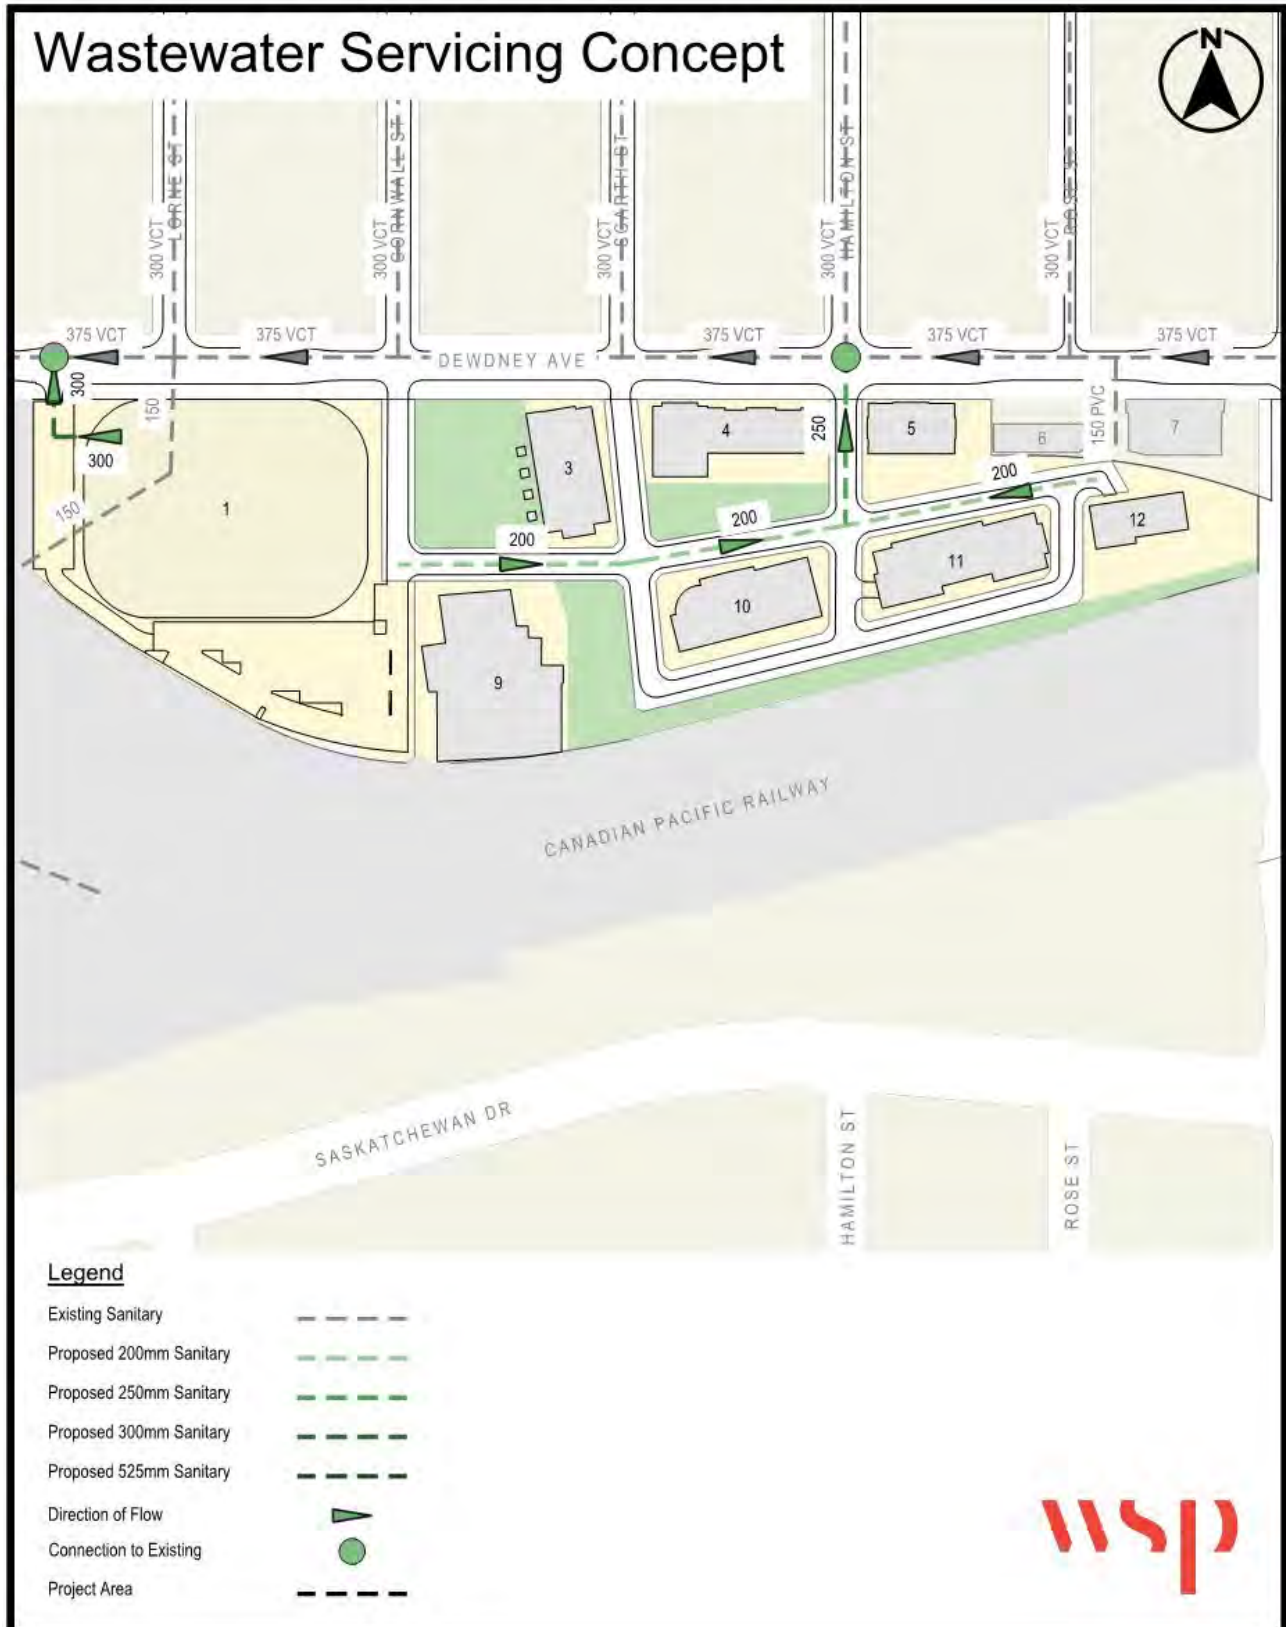 Wastewater Servicing Concept
N
LORNE ST
CORNWALL ST
SCARTH ST
HAMILTON ST
ROSE ST
300 VCT
300 VCT
300 VCT
300 VCT
300 VCT
375 VCT
375 VCT
375 VCT
375 VCT
375 VCT
DEWDNEY AVE
300
150
300
150
1
3
4
250
5
6
150 PVC
7
200
200
200
12
11
10
9
CANADIAN PACIFIC RAILWAY
SASKATCHEWAN DR
HAMILTON ST
ROSE ST
Legend
Existing Sanitary
Proposed 200mm Sanitary
Proposed 250mm Sanitary
Proposed 300mm Sanitary
Proposed 525mm Sanitary
Direction of Flow
Connection to Existing
Project Area
wsp